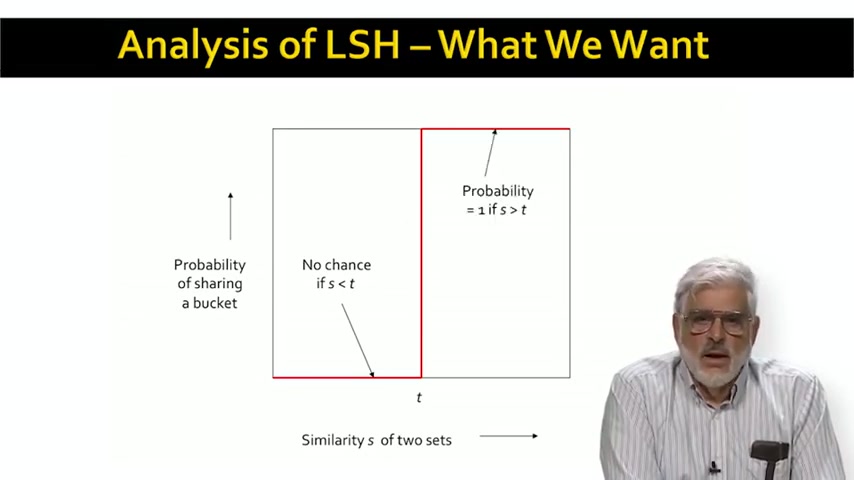 Analysis of LSH – What We Want
Probability
= 1 if s > t
Probability
of sharing
a bucket
No chance
if s < t
t
Similarity s of two sets